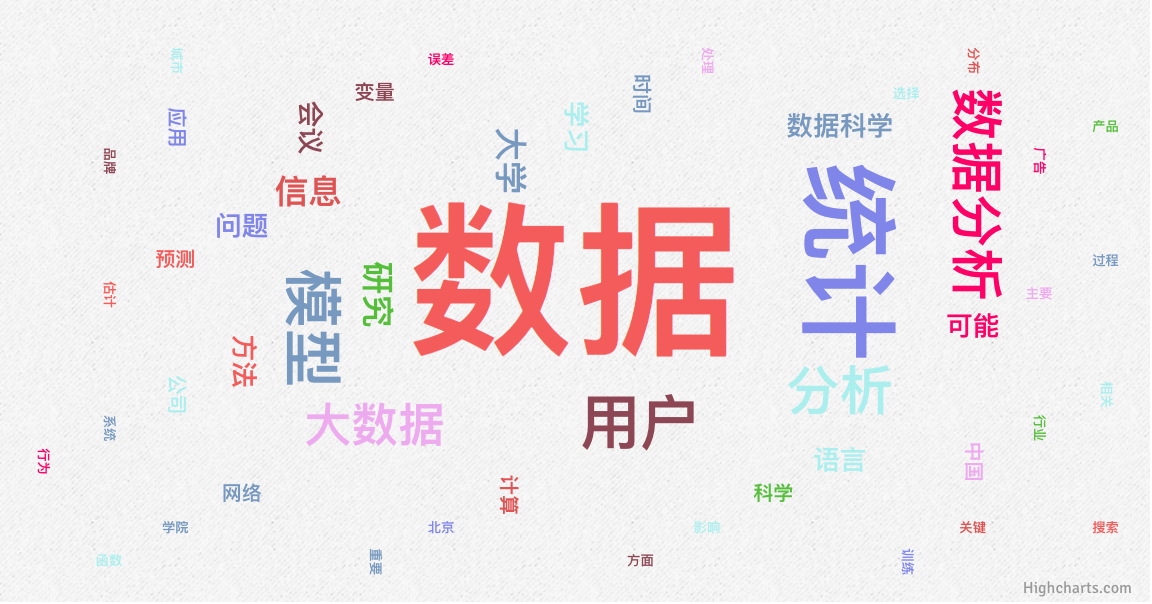 城市
误差
处理
分布
变量
时间
选择
应用
会议
学习
数据科学
产品
品牌
大学
数据分析
广告
信息
问题
数据
统计
预测
研究
过程
估计
模型
主要
可能
方法
公司
分析
相关
系统
大数据
用户
行业
行为
语言
中国
网络
计算
科学
学院
北京
影响
关键
搜索
函数
重要
方面
训练
Highcharts.com